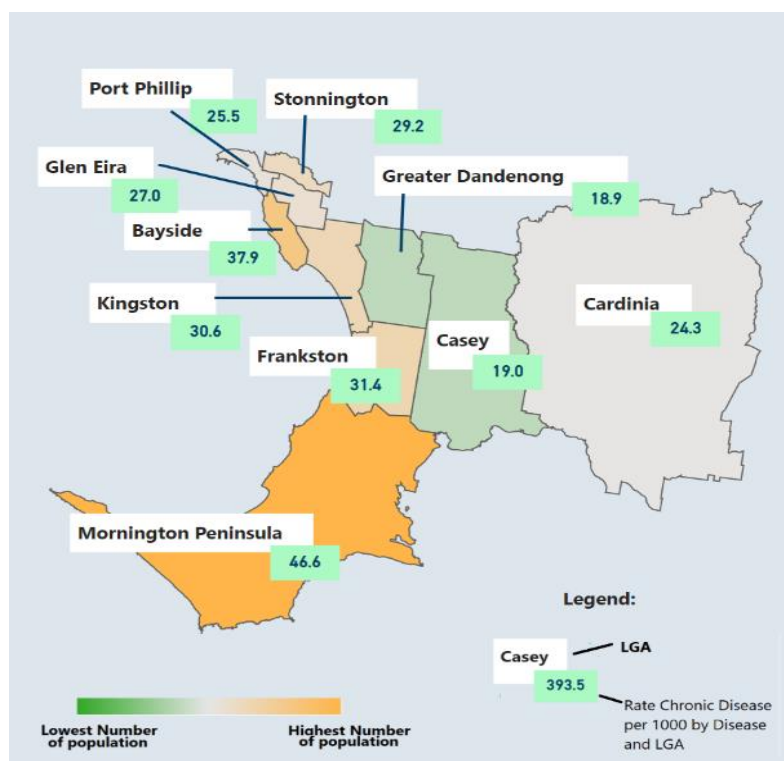 Port Phillip
25.5
Stonnington
29.2
Glen Eira
27.0
Greater Dandenong
18.9
Bayside
37.9
Kingston
30.6
Cardinia
24.3
Casey
19.0
Frankston
31.4
Mornington Peninsula
46.6
Legend:
Casey
LGA
393.5
Rate Chronic Disease
per 1000 by Disease
and LGA
Lowest Number
of population
Highest Number
of population